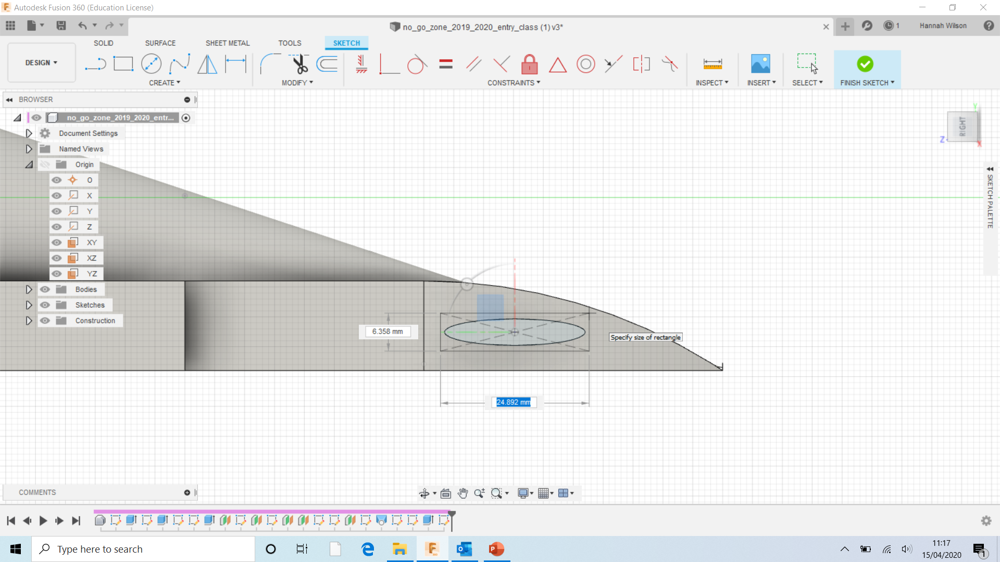 Autodesk Fusion 360 (Education License)
no_go_zone_2019_2020_entry_class (1) v3*
1
Hannah Wilson
DESIGN
SOLID
SURFACE
SHEET METAL
TOOLS
SKETCH
CREATE
MODIFY
CONSTRAINTS
INSPECT
INSERT
SELECT
FINISH SKETCH
BROWSER
no_go_zone_2019_2020_entr...
Document Settings
Named Views
Origin
O
X
Y
Z
XY
XZ
YZ
Bodies
Sketches
Construction
Y
RIGHT
Z
X
SKETCH PALETTE
6.358 mm
Specify size of rectangle
24.892 mm
COMMENTS
Type here to search
11:17
15/04/2020
1